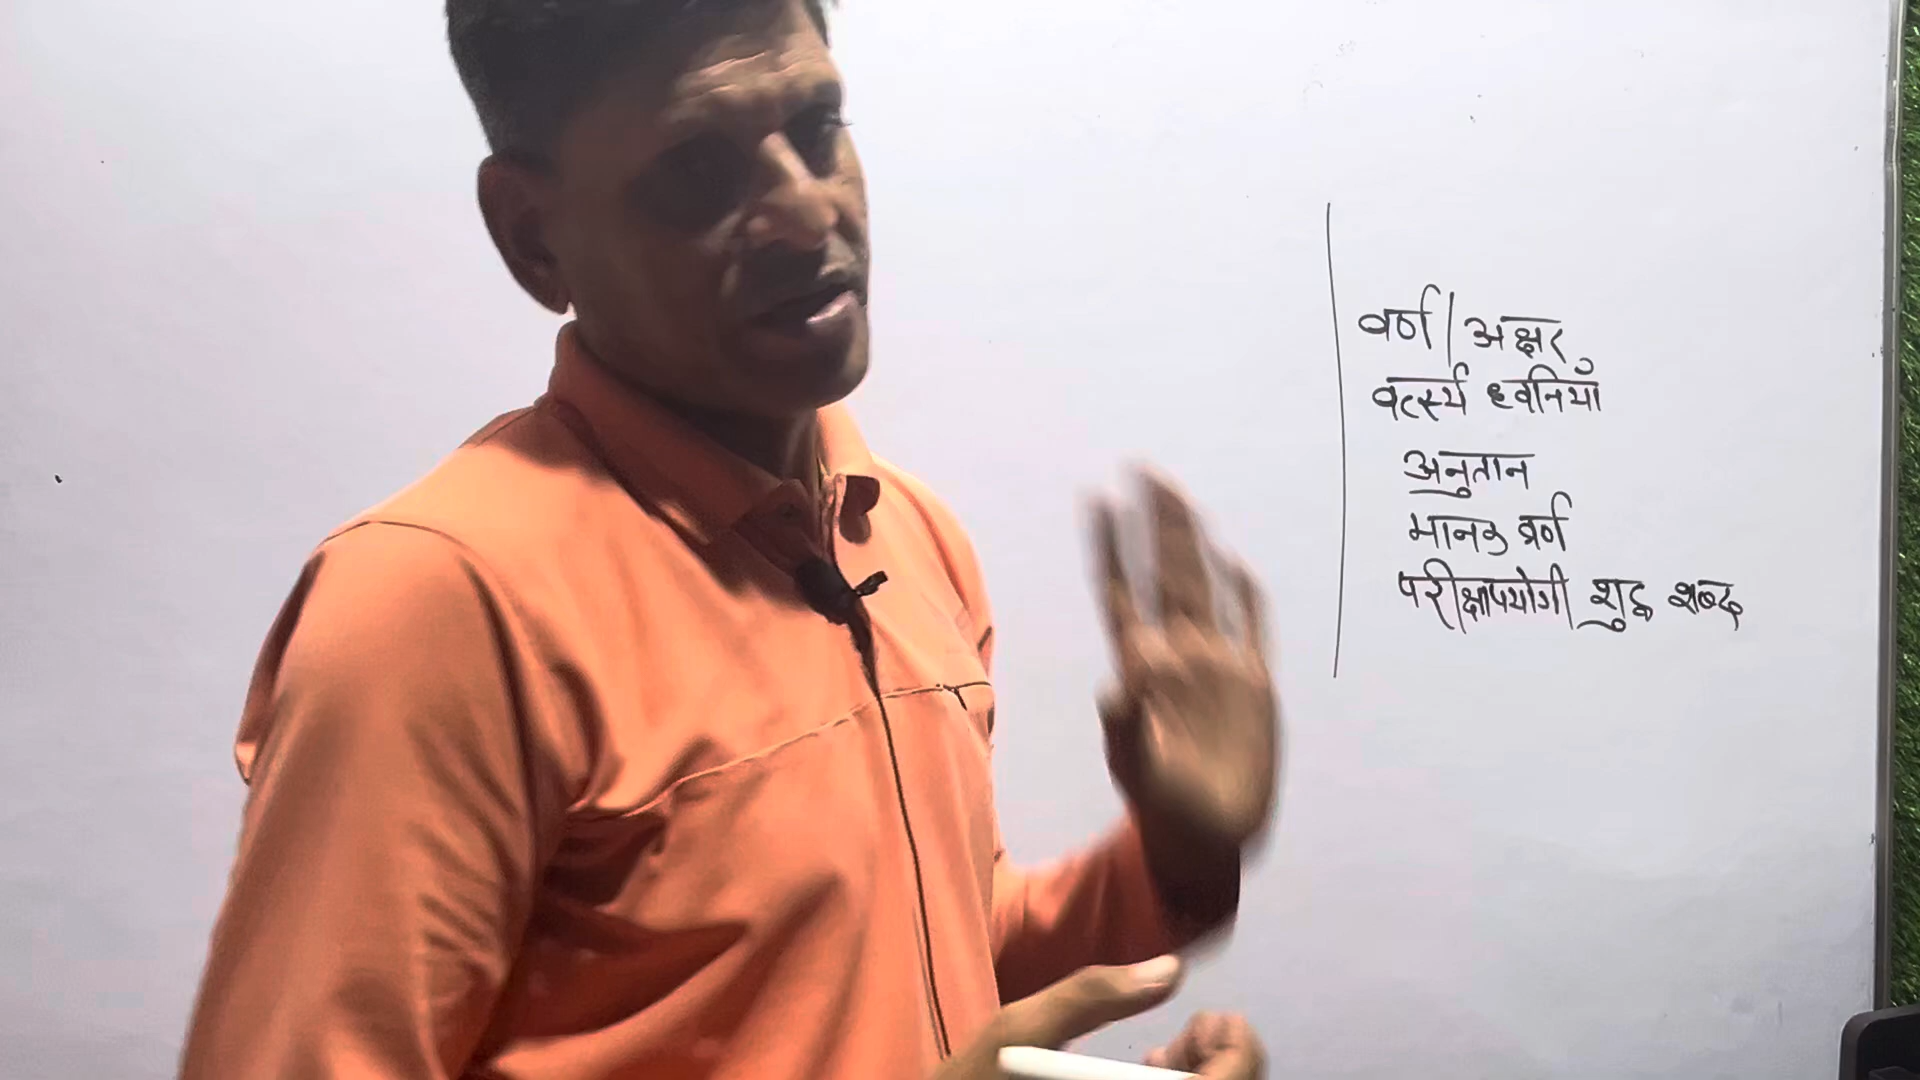 वर्ण/अक्षर
वर्त्स्य ध्वनियाँ
अनुतान
मानक वर्ण
परीक्षापयोगी शुद्ध शब्द